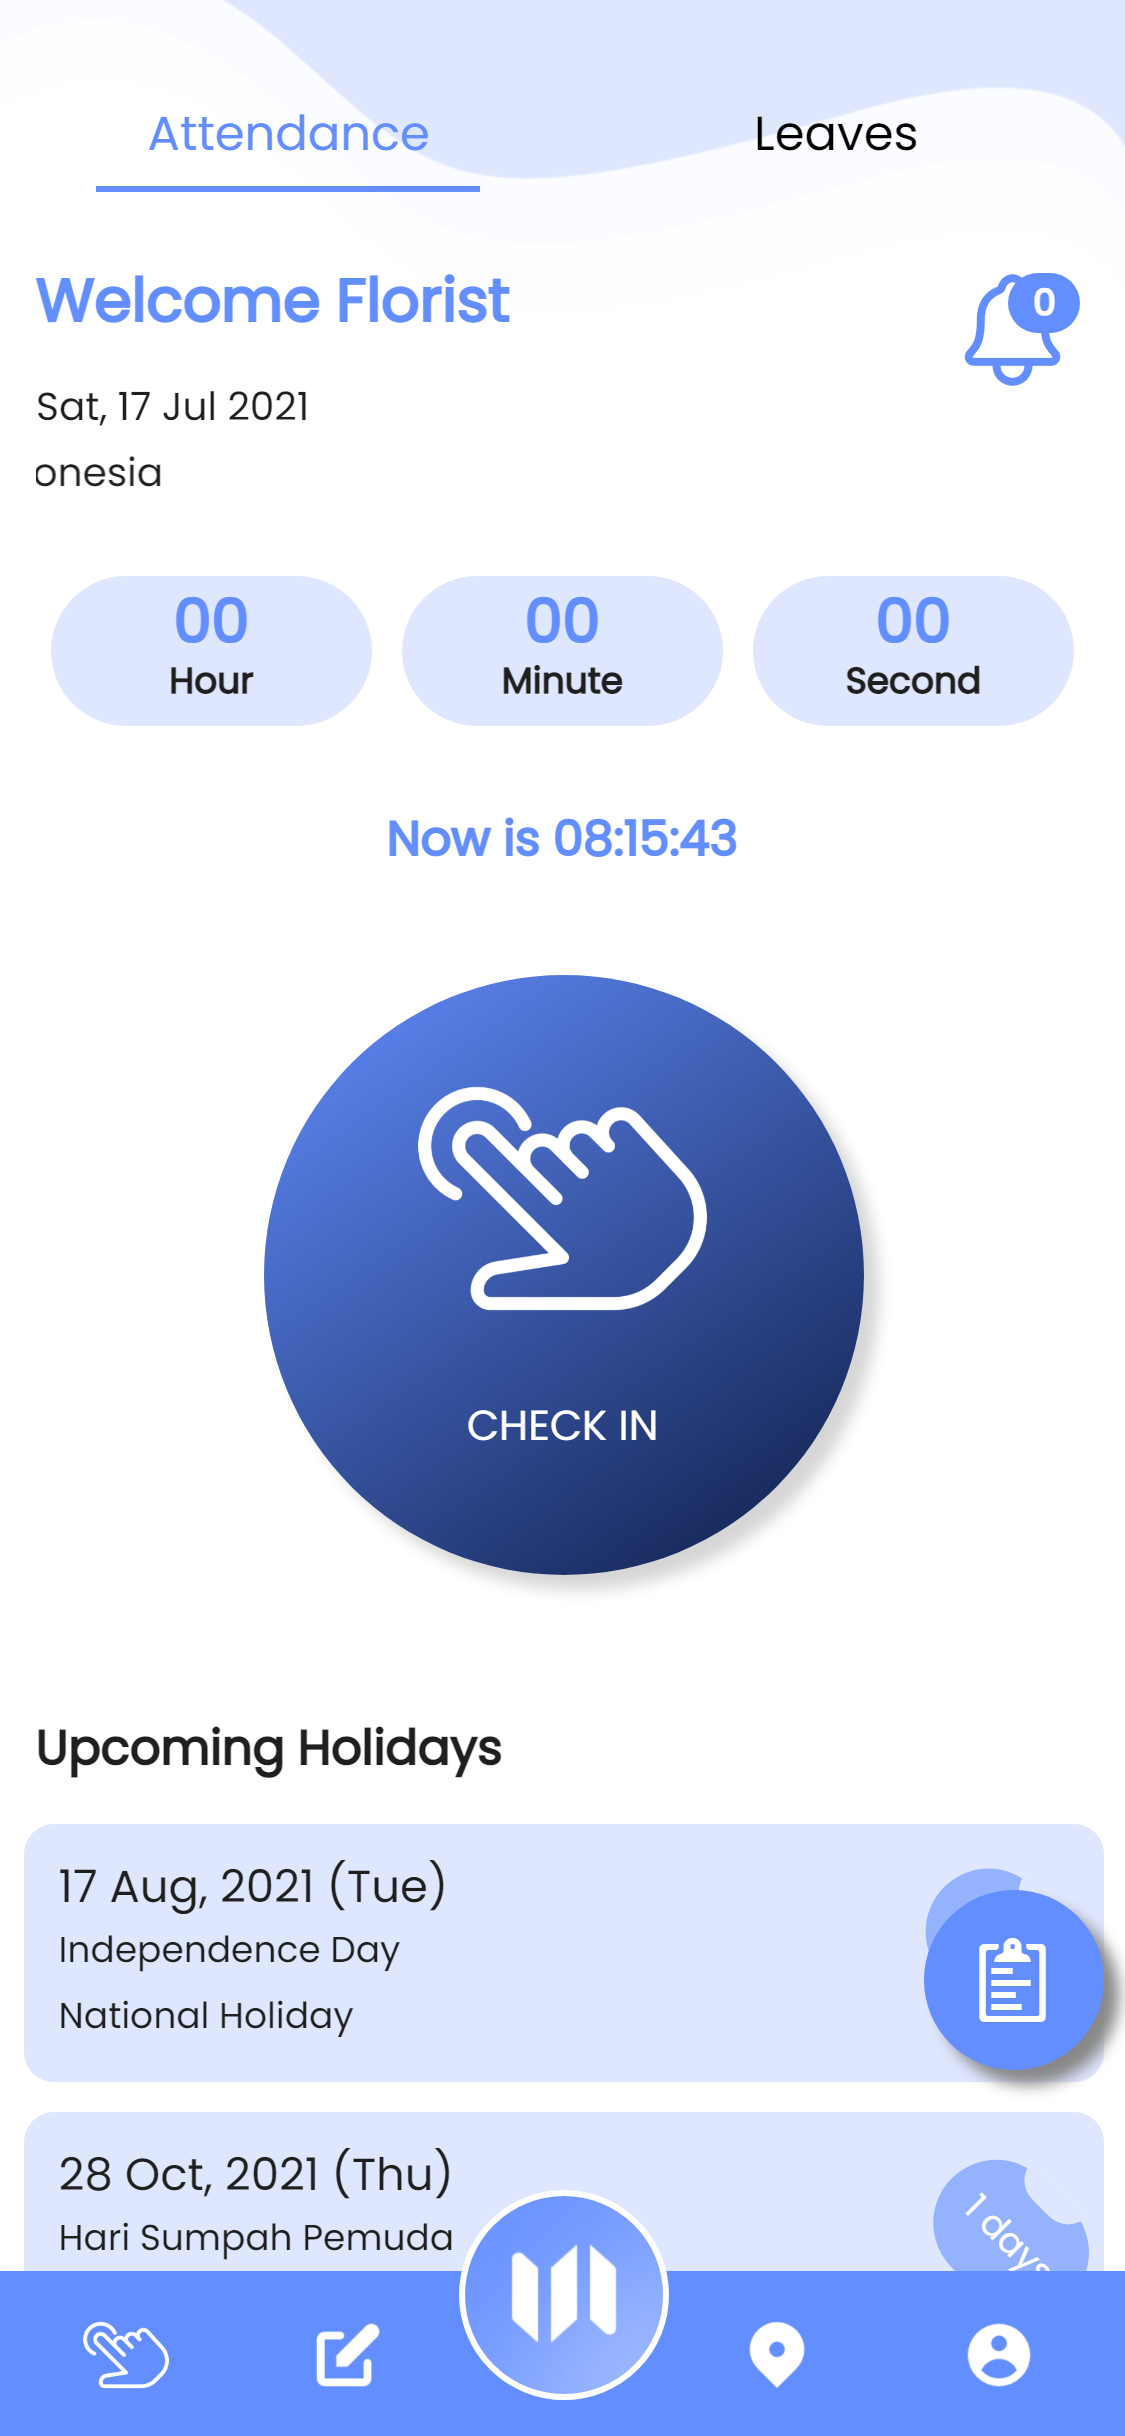 Attendance
Leaves
Welcome Florist
0
Sat, 17 Jul 2021
onesia
00
00
00
Hour
Minute
Second
Now is 08:15:43
CHECK IN
Upcoming Holidays
17 Aug, 2021 (Tue)
Independence Day
National Holiday
28 Oct, 2021 (Thu)
Hari Sumpah Pemuda
1 days